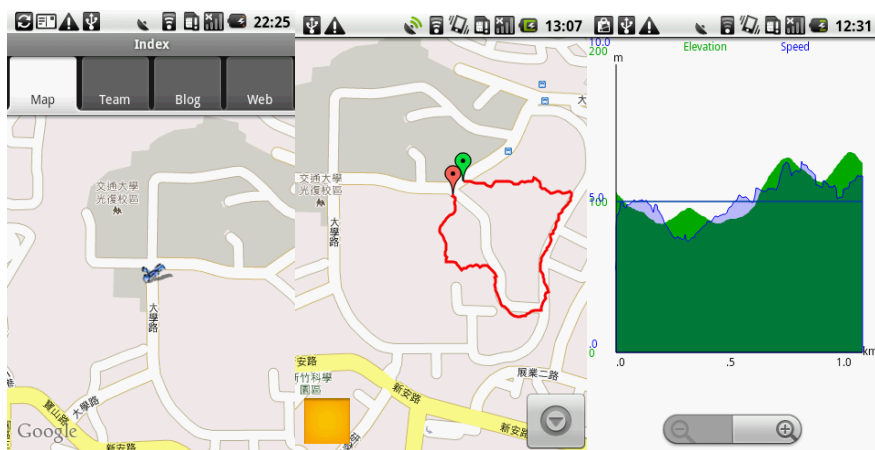 22:25
Index
Map
Team
Blog
Web
交通大學
光復校區
大學路
大學路
寶山路
新安路
Google
13:07
大
交通大學
光復校區
大學路
安路
竹科學
園區
新安路
展業二路
新安
12:31
10.0
200
m
Elevation
Speed
5.0
100
.0
0
.0
.5
1.0
km